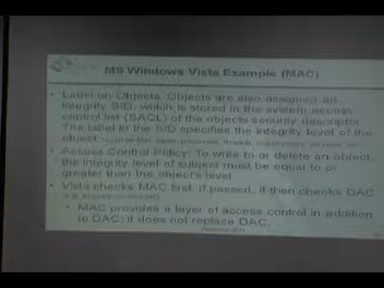 MS Windows Vista Example (MAC)
• Label on Objects: Objects are also assigned an
integrity SID, which is stored in the system access
control list (SACL) of the object's security descriptor.
The label in the SID specifies the integrity level of the
object.
• Access Control Policy: To write to or delete an object,
the integrity level of subject must be equal to or
greater than the object's level
• Vista checks MAC first, if passed, it then checks DAC
• MAC provides a layer of access control in addition
to DAC; it does not replace DAC.